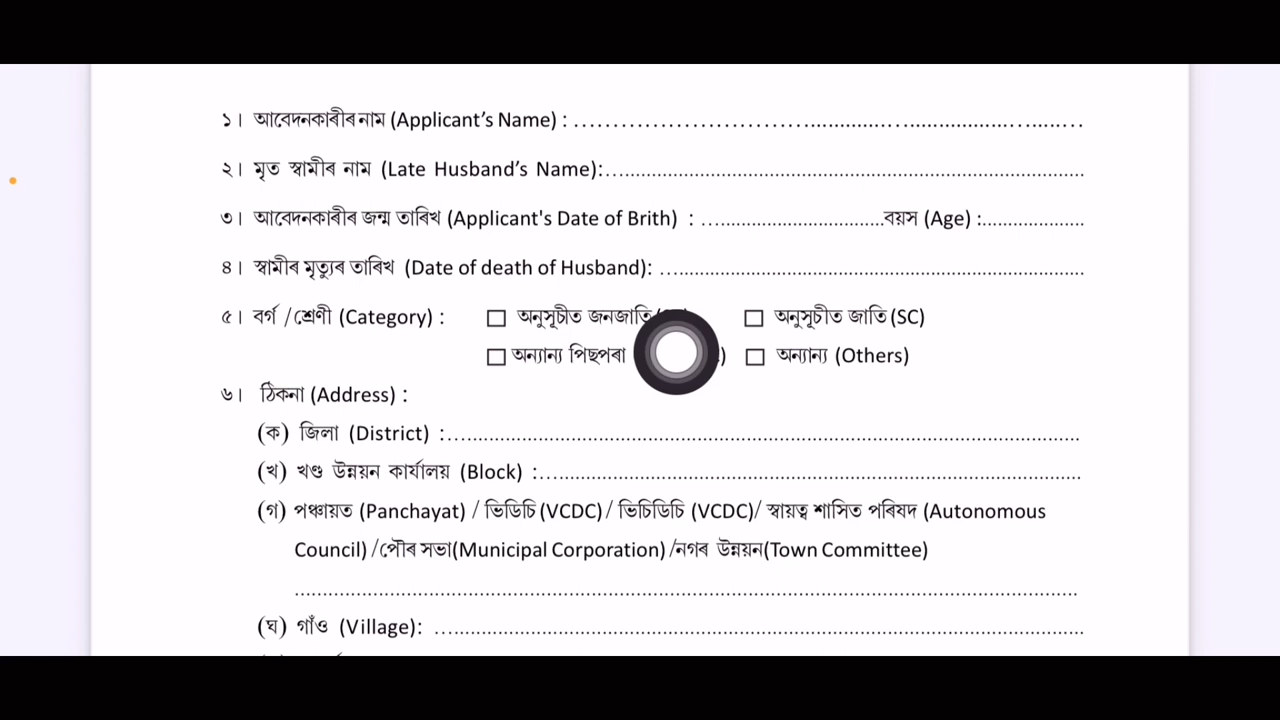 ১। আবেদনকাৰীৰ নাম (Applicant's Name) : ................................................
২। মৃত স্বামীৰ নাম (Late Husband's Name):................................................
৩। আবেদনকাৰীৰ জন্ম তাৰিখ (Applicant's Date of Brith) : ................................বয়স (Age) :....................
৪। স্বামীৰ মৃত্যুৰ তাৰিখ (Date of death of Husband): ................................................
৫। বৰ্গ /শ্ৰেণী (Category) : ☐ অনুসূচীত জনজাতি ☐ অনুসূচীত জাতি (SC)
☐ অন্যান্য পিছপৰা ☐ অন্যান্য (Others)
৬। ঠিকনা (Address) :
(ক) জিলা (District) :................................................
(খ) খণ্ড উন্নয়ন কাৰ্যালয় (Block) :................................................
(গ) পঞ্চায়ত (Panchayat) / ভিডিচি (VCDC) / ভিচিডিচি (VCDC)/ স্বায়ত্ব শাসিত পৰিষদ (Autonomous
Council) /পৌৰ সভা(Municipal Corporation) /নগৰ উন্নয়ন(Town Committee)
................................................
(ঘ) গাঁও (Village): ................................................